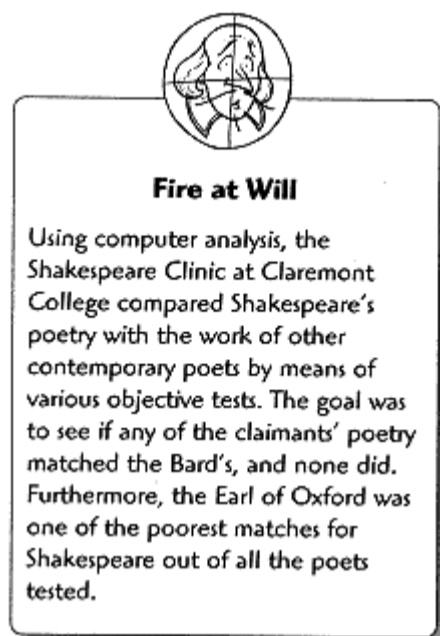 Fire at Will
Using computer analysis, the
Shakespeare Clinic at Claremont
College compared Shakespeare's
poetry with the work of other
contemporary poets by means of
various objective tests. The goal was
to see if any of the claimants' poetry
matched the Bard's, and none did.
Furthermore, the Earl of Oxford was
one of the poorest matches for
Shakespeare out of all the poets
tested.